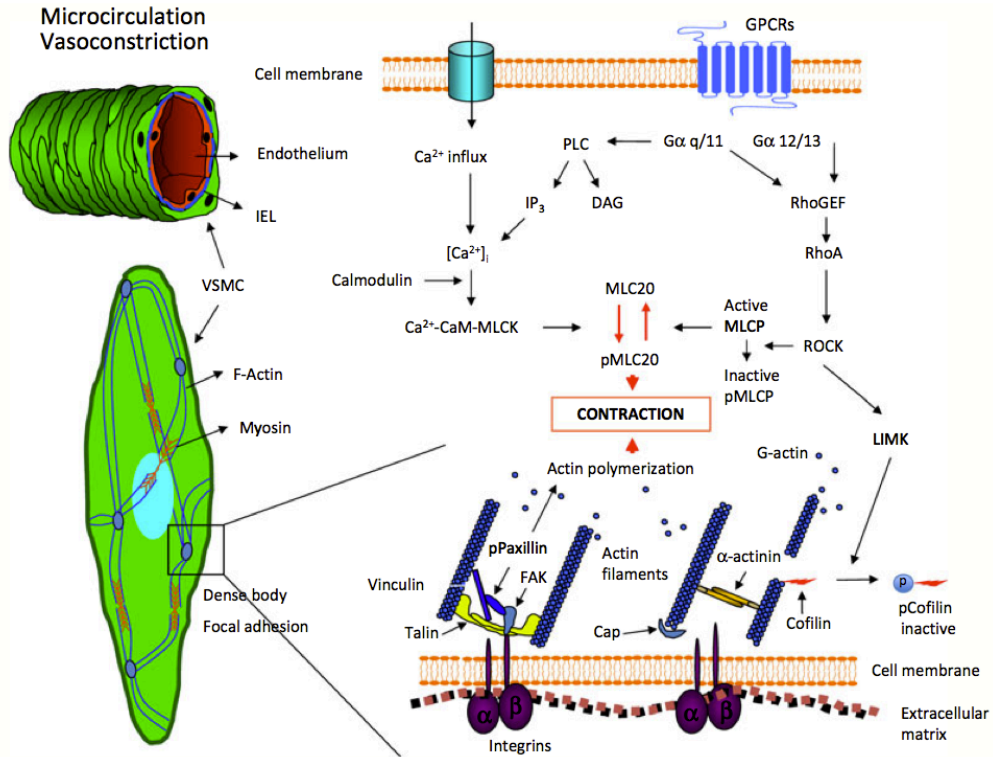 Microcirculation
Vasoconstriction
GPCRs
Cell membrane
Endothelium
IEL
VSMC
F-Actin
Myosin
Dense body
Focal adhesion
Ca²⁺ influx
PLC
Gα q/11
Gα 12/13
IP₃
DAG
RhoGEF
[Ca²⁺]ᵢ
RhoA
Calmodulin
MLC20
Active
MLCP
Ca²⁺-CaM-MLCK
pMLC20
ROCK
Inactive
pMLCP
CONTRACTION
LIMK
Actin polymerization
G-actin
pPaxillin
Actin
filaments
α-actinin
Vinculin
FAK
p
pCofilin
inactive
Talin
Cap
Cofilin
Cell membrane
α
β
α
β
Extracellular
matrix
Integrins